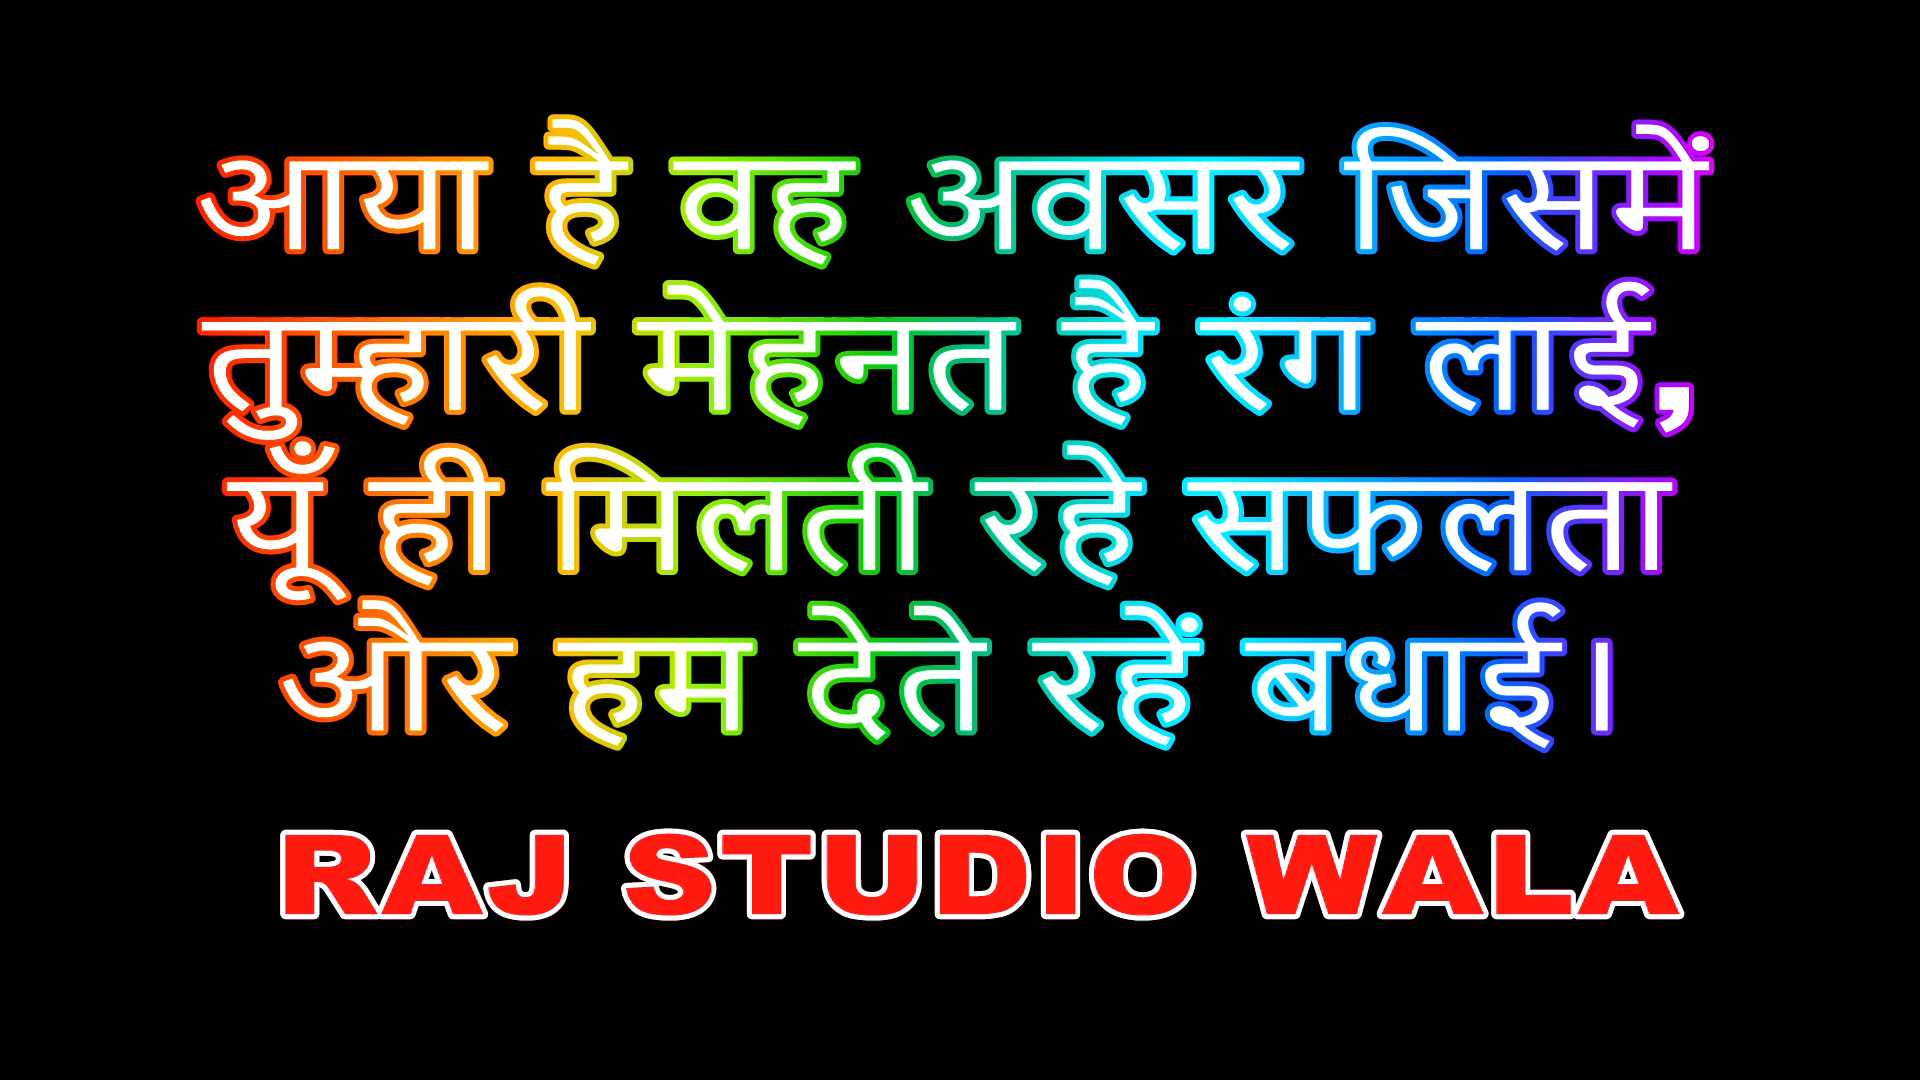 आया है वह अवसर जिसमें
तुम्हारी मेहनत है रंग लाई,
यूँ ही मिलती रहे सफलता
और हम देते रहें बधाई।
RAJ STUDIO WALA